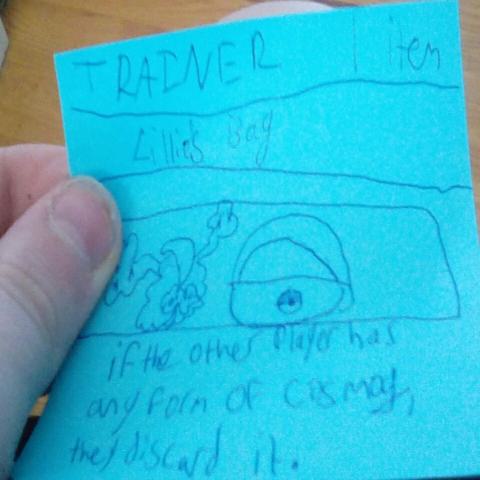 TRAINER | item
Lillie's Bag
if the other Player has
any form of Cosmog,
they discard it.